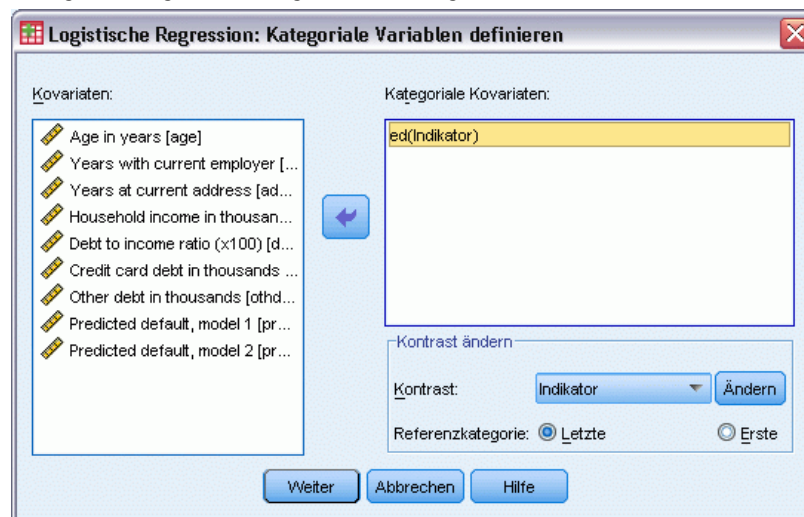 Logistische Regression: Kategoriale Variablen definieren
Kovariaten:
Age in years [age]
Years with current employer [...
Years at current address [ad...
Household income in thousan...
Debt to income ratio (x100) [d...
Credit card debt in thousands ...
Other debt in thousands [othd...
Predicted default, model 1 [pr...
Predicted default, model 2 [pr...
Kategoriale Kovariaten:
ed(Indikator)
Kontrast ändern
Kontrast: Indikator Ändern
Referenzkategorie: Letzte Erste
Weiter Abbrechen Hilfe